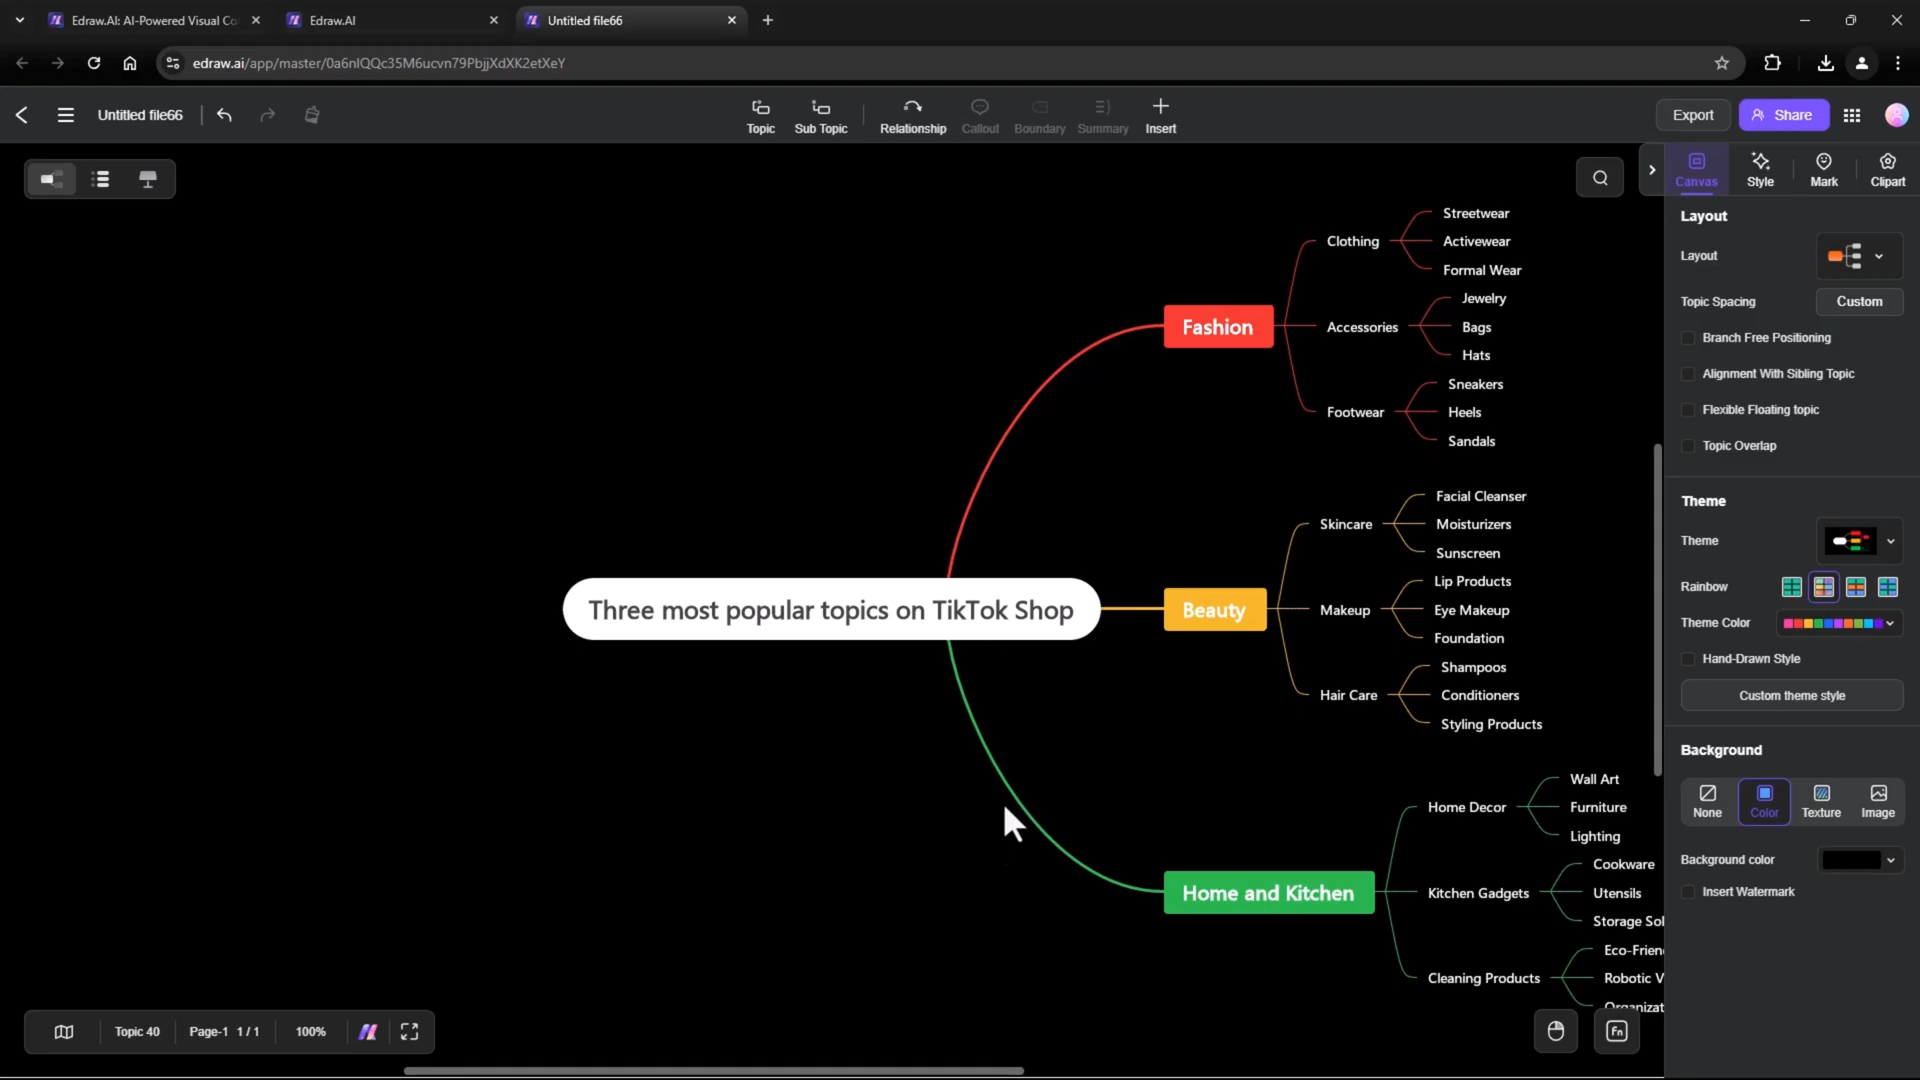 Edraw.AI: AI-Powered Visual Co
Edraw.AI
Untitled file66
edraw.ai/app/master/0a6nIQQc35M6ucvn79PbjjXdXK2etXeY
Untitled file66
Topic
Sub Topic
Relationship
Callout
Boundary
Summary
Insert
Export
Share
Canvas
Style
Mark
Clipart
Layout
Layout
Topic Spacing
Custom
Branch Free Positioning
Alignment With Sibling Topic
Flexible Floating topic
Topic Overlap
Theme
Theme
Rainbow
Theme Color
Hand-Drawn Style
Custom theme style
Background
None
Color
Texture
Image
Background color
Insert Watermark
Three most popular topics on TikTok Shop
Fashion
Clothing
Streetwear
Activewear
Formal Wear
Accessories
Jewelry
Bags
Hats
Footwear
Sneakers
Heels
Sandals
Beauty
Skincare
Facial Cleanser
Moisturizers
Sunscreen
Makeup
Lip Products
Eye Makeup
Foundation
Hair Care
Shampoos
Conditioners
Styling Products
Home and Kitchen
Home Decor
Wall Art
Furniture
Lighting
Kitchen Gadgets
Cookware
Utensils
Storage Sol
Cleaning Products
Eco-Frien
Robotic V
Organizat
Topic 40
Page-1 1 / 1
100%
Fn